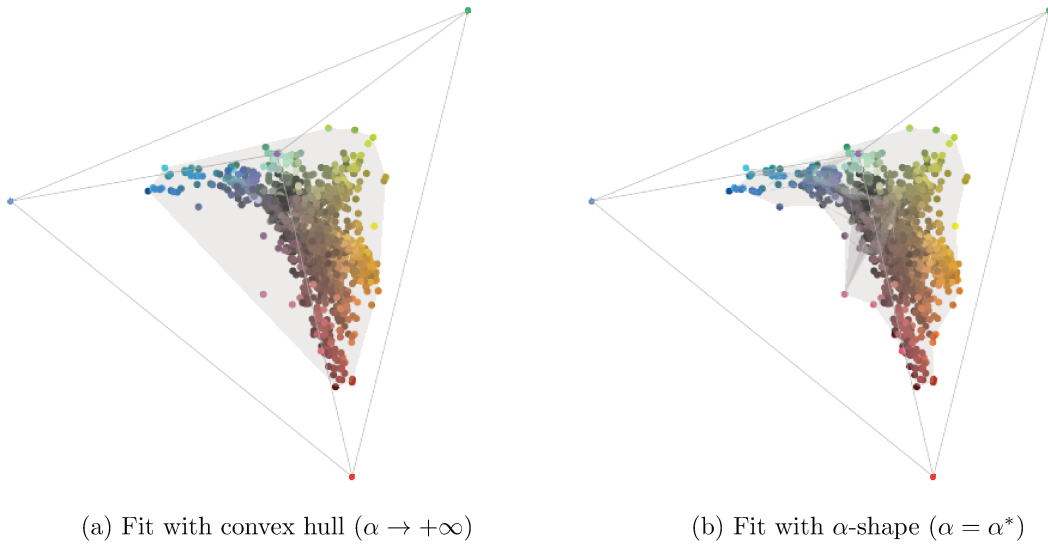 (a) Fit with convex hull (α → +∞)
(b) Fit with α-shape (α = α*)